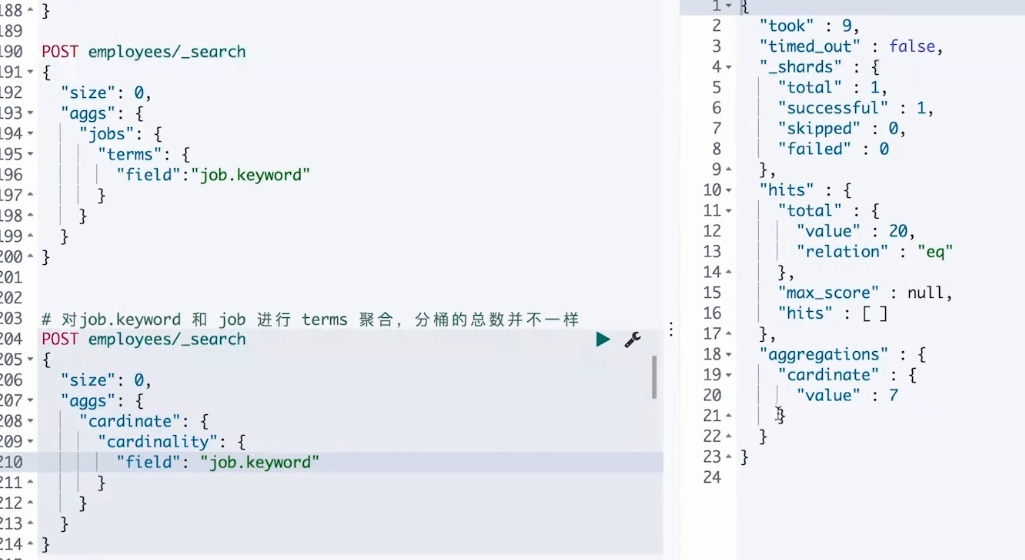 188 }
189
190 POST employees/_search
191 {
192 "size": 0,
193 "aggs": {
194 "jobs": {
195 "terms": {
196 "field":"job.keyword"
197 }
198 }
199 }
200 }
201
202
203 # 对job.keyword 和 job 进行 terms 聚合，分桶的总数并不一样
204 POST employees/_search
205 {
206 "size": 0,
207 "aggs": {
208 "cardinate": {
209 "cardinality": {
210 "field": "job.keyword"
211 }
212 }
213 }
214 }
1 {
2 "took" : 9,
3 "timed_out" : false,
4 "_shards" : {
5 "total" : 1,
6 "successful" : 1,
7 "skipped" : 0,
8 "failed" : 0
9 },
10 "hits" : {
11 "total" : {
12 "value" : 20,
13 "relation" : "eq"
14 },
15 "max_score" : null,
16 "hits" : [ ]
17 },
18 "aggregations" : {
19 "cardinate" : {
20 "value" : 7
21 }
22 }
23 }
24